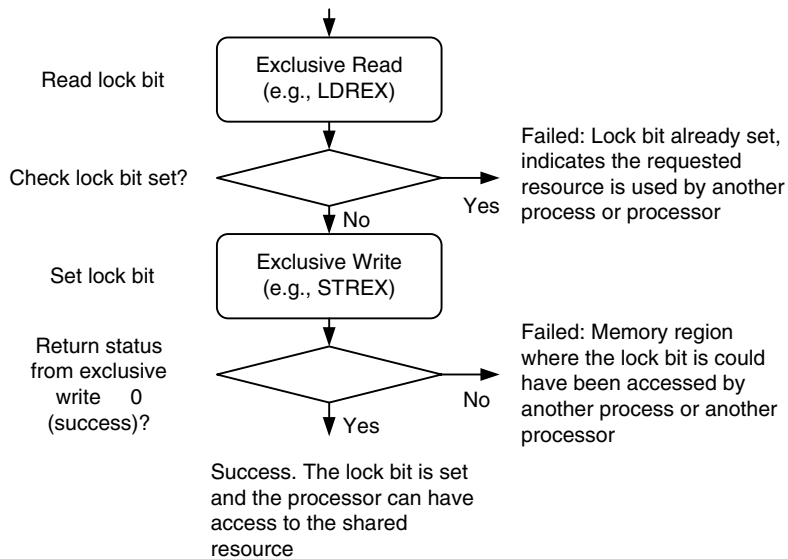 Read lock bit
Exclusive Read
(e.g., LDREX)
Check lock bit set?
Yes
Failed: Lock bit already set,
indicates the requested
resource is used by another
process or processor
No
Set lock bit
Exclusive Write
(e.g., STREX)
Return status
from exclusive
write 0
(success)?
No
Failed: Memory region
where the lock bit is could
have been accessed by
another process or another
processor
Yes
Success. The lock bit is set
and the processor can have
access to the shared
resource